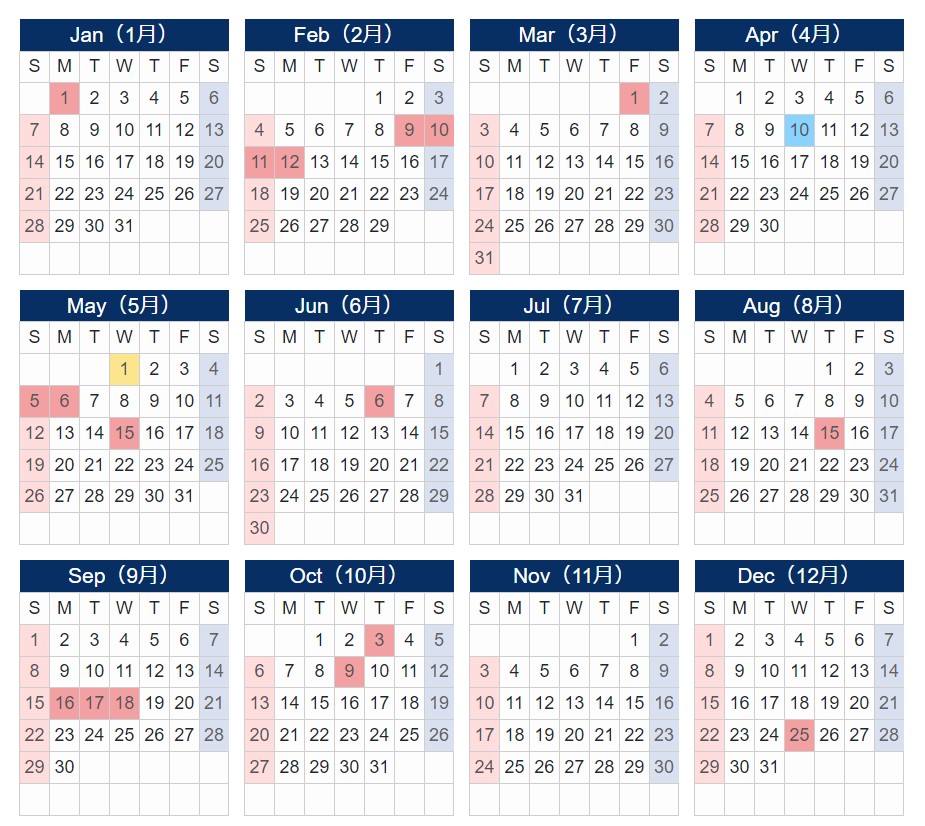 Jan（1月）
S M T W T F S
1 2 3 4 5 6
7 8 9 10 11 12 13
14 15 16 17 18 19 20
21 22 23 24 25 26 27
28 29 30 31
Feb（2月）
S M T W T F S
1 2 3
4 5 6 7 8 9 10
11 12 13 14 15 16 17
18 19 20 21 22 23 24
25 26 27 28 29
Mar（3月）
S M T W T F S
1 2
3 4 5 6 7 8 9
10 11 12 13 14 15 16
17 18 19 20 21 22 23
24 25 26 27 28 29 30
31
Apr（4月）
S M T W T F S
1 2 3 4 5 6
7 8 9 10 11 12 13
14 15 16 17 18 19 20
21 22 23 24 25 26 27
28 29 30
May（5月）
S M T W T F S
1 2 3 4
5 6 7 8 9 10 11
12 13 14 15 16 17 18
19 20 21 22 23 24 25
26 27 28 29 30 31
Jun（6月）
S M T W T F S
1
2 3 4 5 6 7 8
9 10 11 12 13 14 15
16 17 18 19 20 21 22
23 24 25 26 27 28 29
30
Jul（7月）
S M T W T F S
1 2 3 4 5 6
7 8 9 10 11 12 13
14 15 16 17 18 19 20
21 22 23 24 25 26 27
28 29 30 31
Aug（8月）
S M T W T F S
1 2 3
4 5 6 7 8 9 10
11 12 13 14 15 16 17
18 19 20 21 22 23 24
25 26 27 28 29 30 31
Sep（9月）
S M T W T F S
1 2 3 4 5 6 7
8 9 10 11 12 13 14
15 16 17 18 19 20 21
22 23 24 25 26 27 28
29 30
Oct（10月）
S M T W T F S
1 2 3 4 5
6 7 8 9 10 11 12
13 14 15 16 17 18 19
20 21 22 23 24 25 26
27 28 29 30 31
Nov（11月）
S M T W T F S
1 2
3 4 5 6 7 8 9
10 11 12 13 14 15 16
17 18 19 20 21 22 23
24 25 26 27 28 29 30
Dec（12月）
S M T W T F S
1 2 3 4 5 6 7
8 9 10 11 12 13 14
15 16 17 18 19 20 21
22 23 24 25 26 27 28
29 30 31